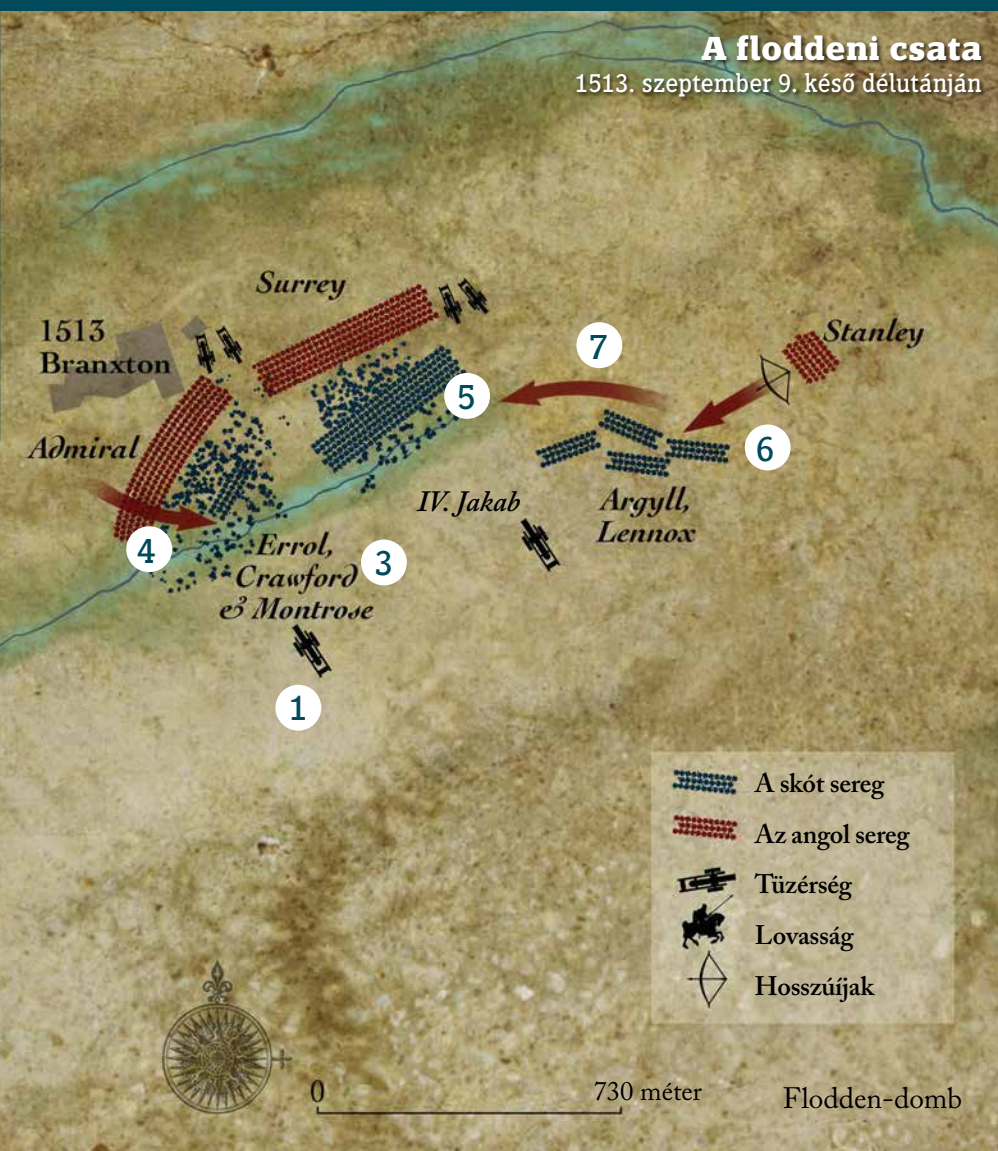 A floddeni csata
1513. szeptember 9. késő délutánján
Surrey
1513
Branxton
Stanley
7
5
Admiral
6
IV. Jakab
Argyll,
Lennox
4
Errol,
Crawford
& Montrose
3
1
A skót sereg
Az angol sereg
Tüzérség
Lovasság
Hosszúíjak
0
730 méter
Flodden-domb